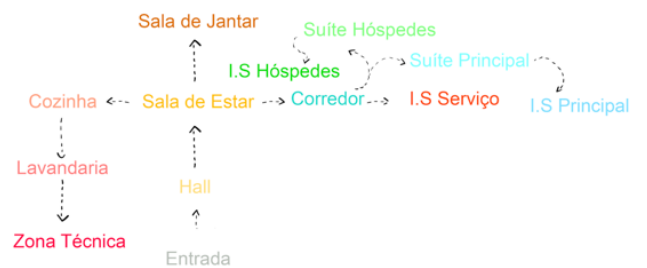 Sala de Jantar
Suíte Hóspedes
I.S Hóspedes
Suíte Principal
Cozinha
Sala de Estar
Corredor
I.S Serviço
I.S Principal
Lavandaria
Hall
Zona Técnica
Entrada